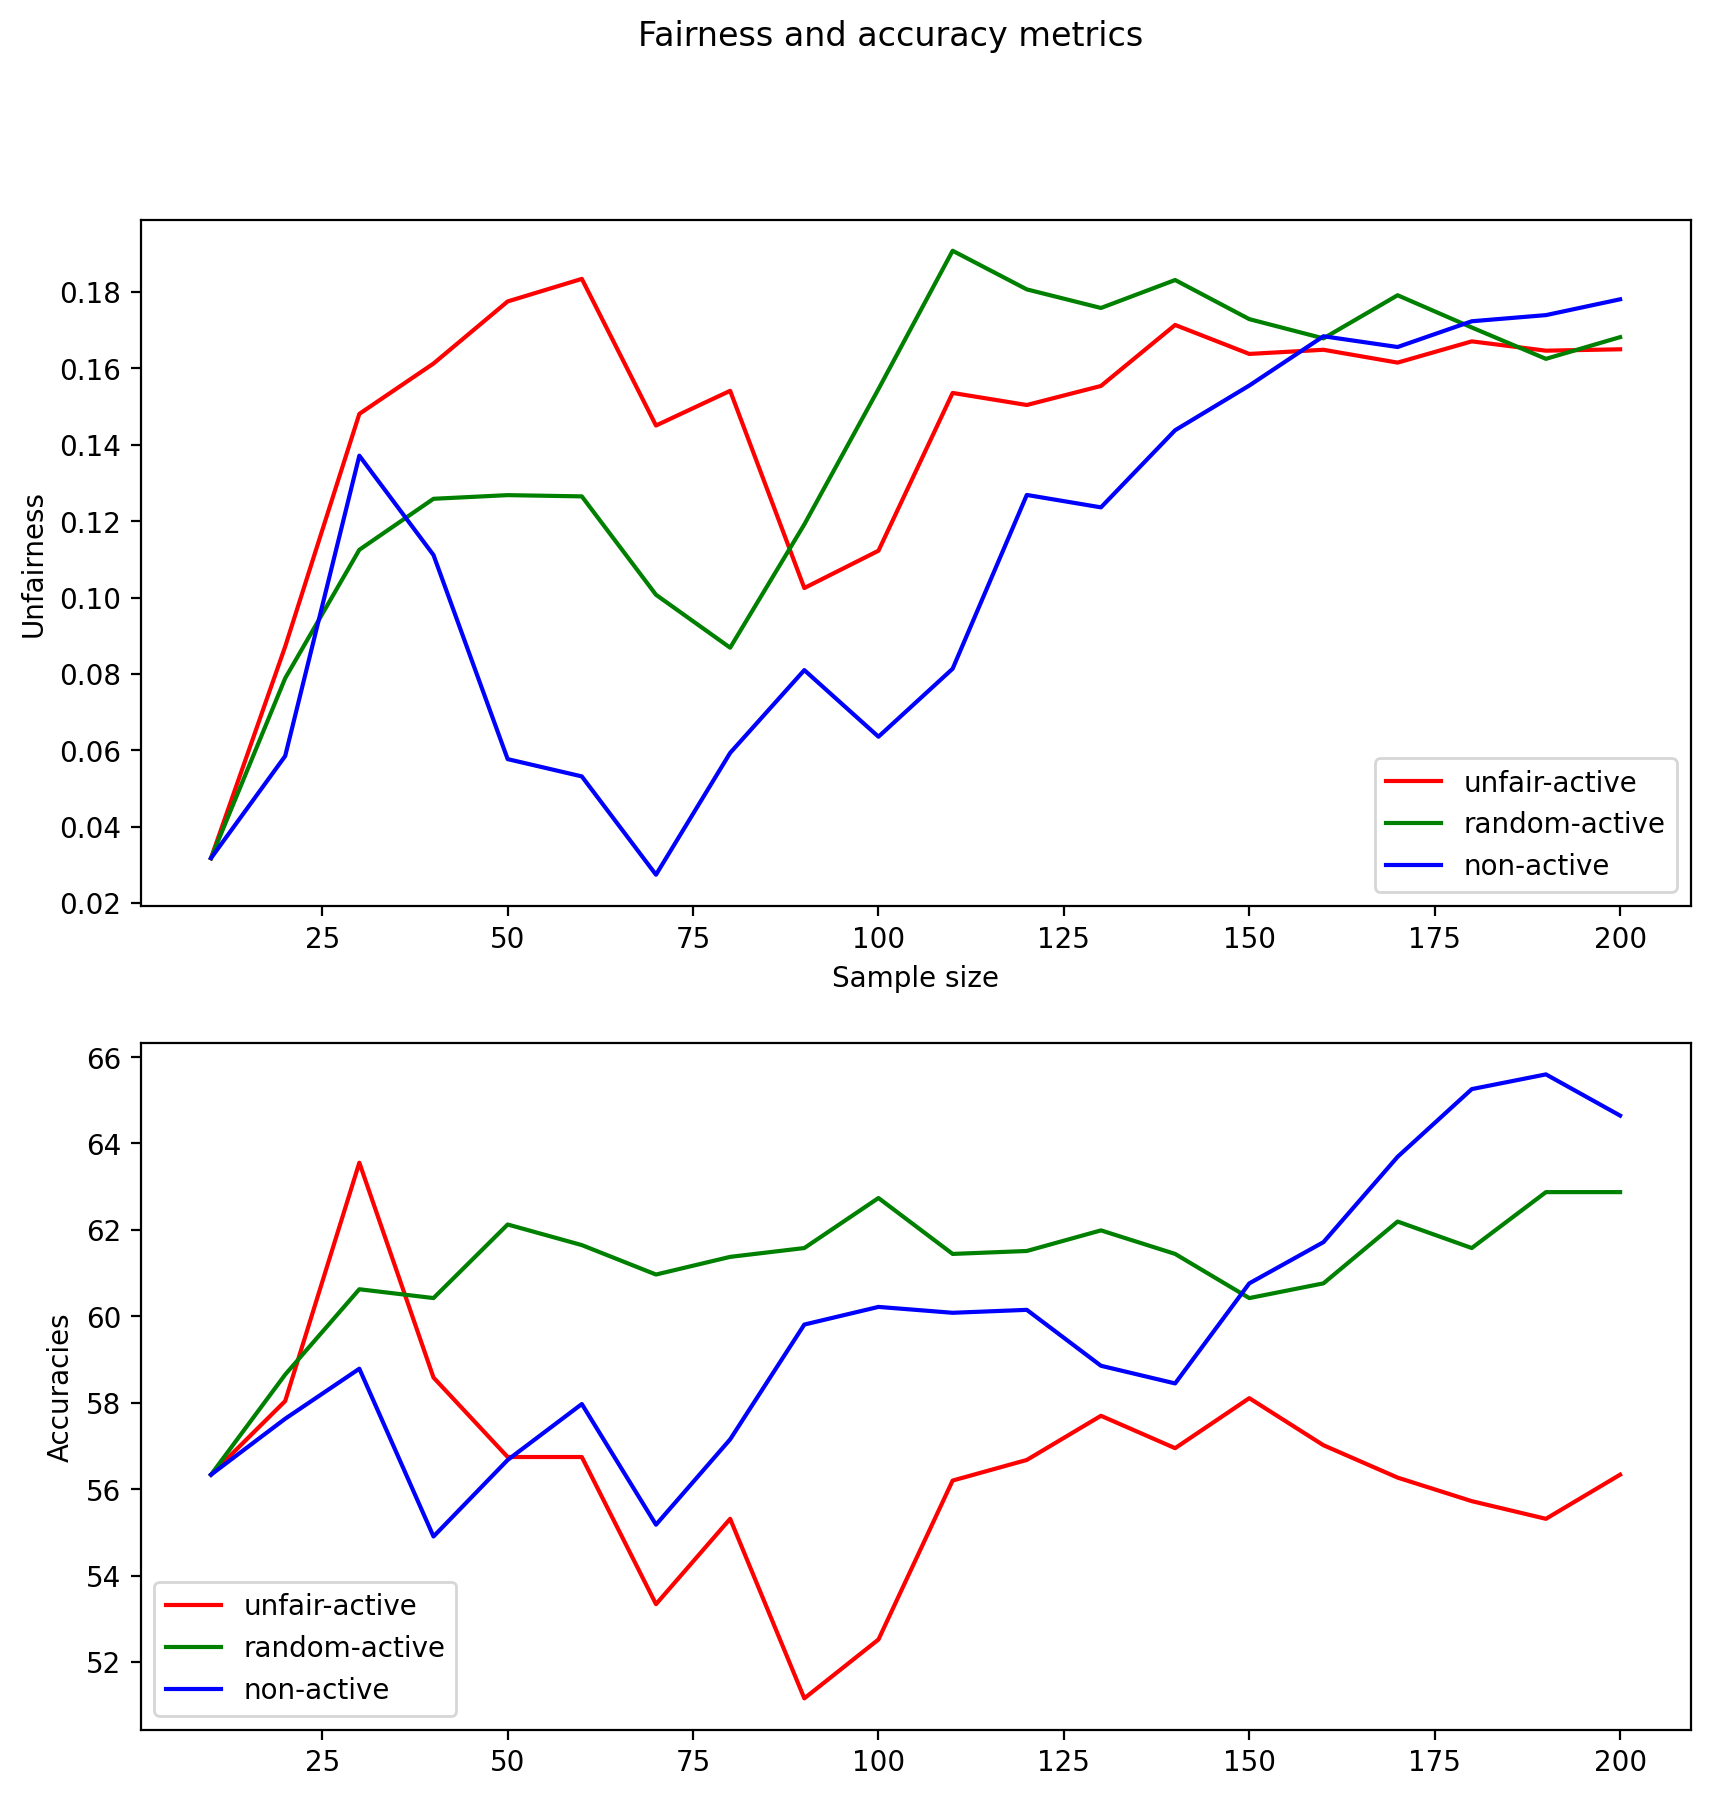 Fairness and accuracy metrics
Unfairness
0.18
0.16
0.14
0.12
0.10
0.08
0.06
0.04
0.02
unfair-active
random-active
non-active
25 50 75 100 125 150 175 200
Sample size
Accuracies
66
64
62
60
58
56
54
52
unfair-active
random-active
non-active
25 50 75 100 125 150 175 200